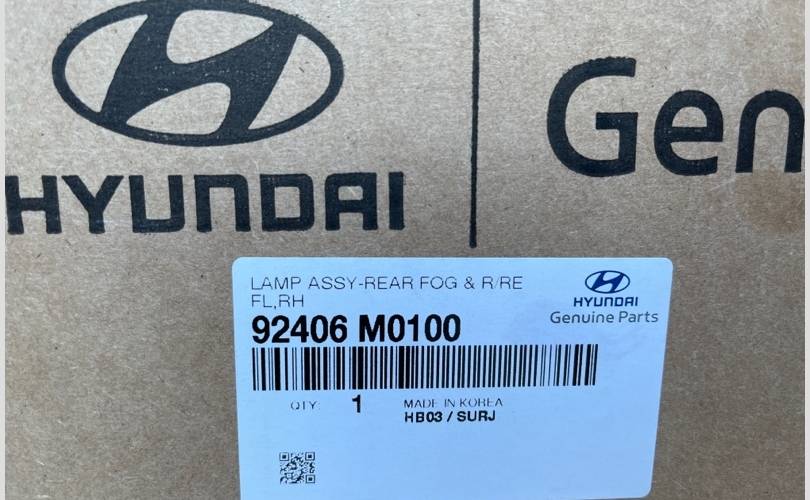 HYUNDAI
Gen
LAMP ASSY-REAR FOG & R/RE
FL,RH
92406 M0100
HYUNDAI
Genuine Parts
QTY: 1 MADE IN KOREA
HB03 / SURJ